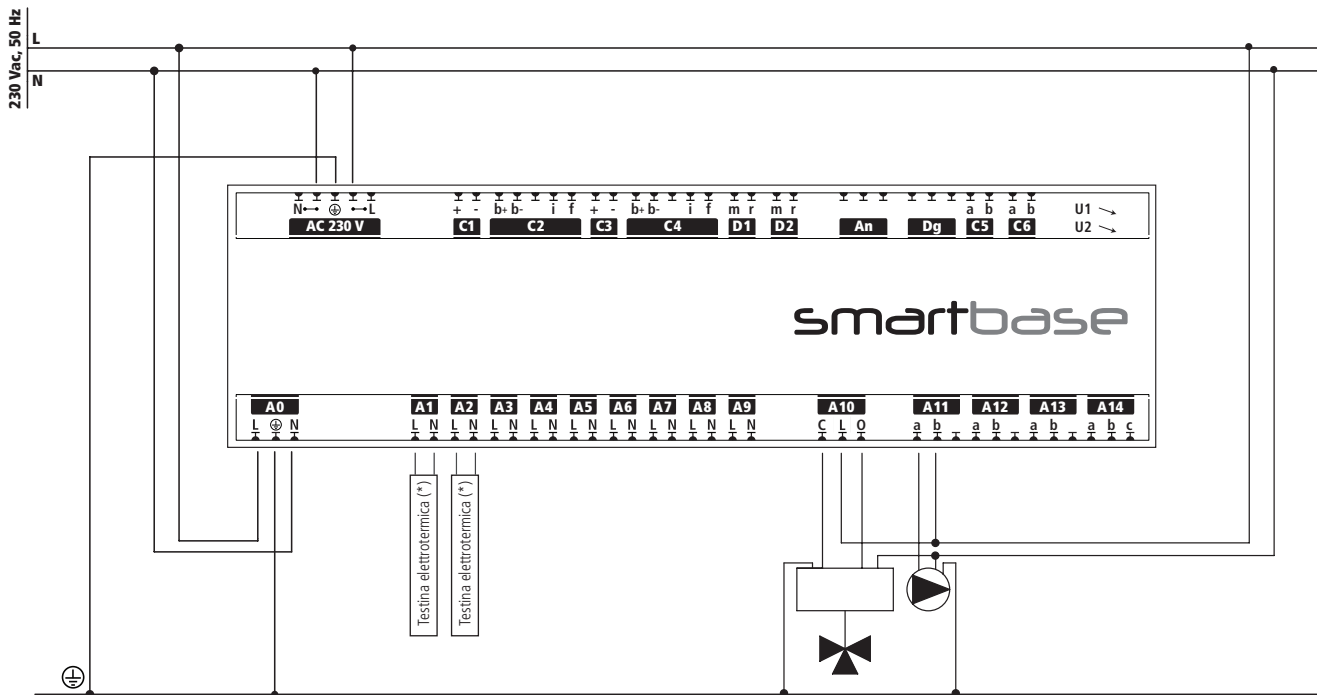 230 Vac, 50 Hz
L
N
N L
+ - b+ b- i f + - b+ b- i f m r m r a b a b U1
AC 230 V C1 C2 C3 C4 D1 D2 An Dg C5 C6 U2
smartbase
A0 A1 A2 A3 A4 A5 A6 A7 A8 A9 A10 A11 A12 A13 A14
L N L N L N L N L N L N L N L N L N L N C L O a b a b a b a b c
Testina elettrotermica (*)
Testina elettrotermica (*)